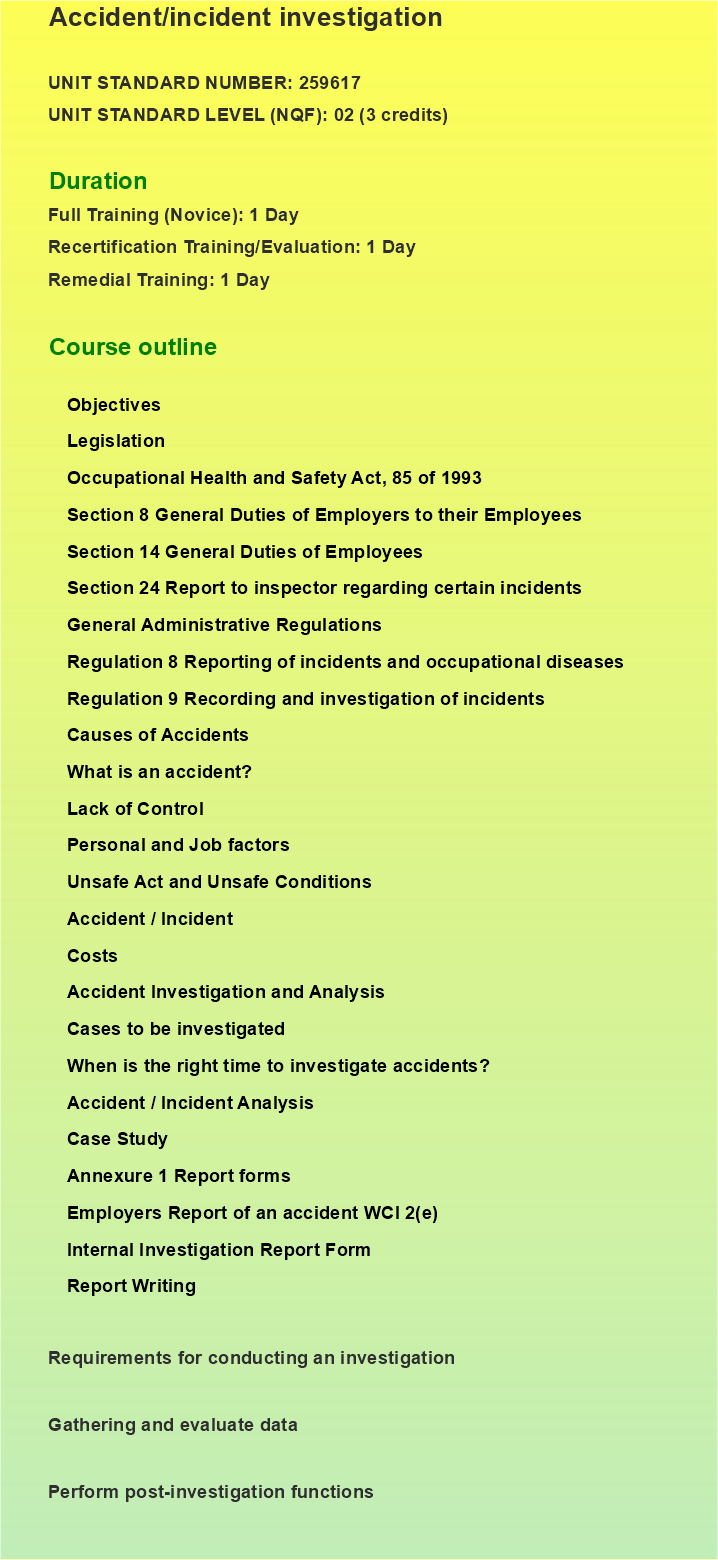 Accident/incident investigation
UNIT STANDARD NUMBER: 259617
UNIT STANDARD LEVEL (NQF): 02 (3 credits)
Duration
Full Training (Novice): 1 Day
Recertification Training/Evaluation: 1 Day
Remedial Training: 1 Day
Course outline
Objectives
Legislation
Occupational Health and Safety Act, 85 of 1993
Section 8 General Duties of Employers to their Employees
Section 14 General Duties of Employees
Section 24 Report to inspector regarding certain incidents
General Administrative Regulations
Regulation 8 Reporting of incidents and occupational diseases
Regulation 9 Recording and investigation of incidents
Causes of Accidents
What is an accident?
Lack of Control
Personal and Job factors
Unsafe Act and Unsafe Conditions
Accident / Incident
Costs
Accident Investigation and Analysis
Cases to be investigated
When is the right time to investigate accidents?
Accident / Incident Analysis
Case Study
Annexure 1 Report forms
Employers Report of an accident WCl 2(e)
Internal Investigation Report Form
Report Writing
Requirements for conducting an investigation
Gathering and evaluate data
Perform post-investigation functions